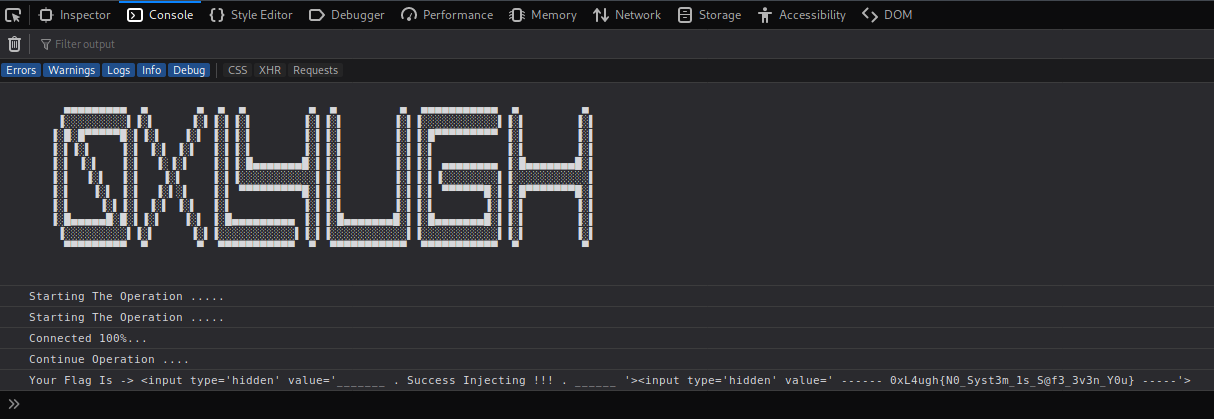 Inspector Console Style Editor Debugger Performance Memory Network Storage Accessibility DOM
Filter output
Errors Warnings Logs Info Debug CSS XHR Requests
Starting The Operation .....
Starting The Operation .....
Connected 100%...
Continue Operation ....
Your Flag Is -> <input type='hidden' value='_______ . Success Injecting !!! . ______ '><input type='hidden' value=' ------ 0xL4ugh{N0_Syst3m_1s_S@f3_3v3n_Y0u} -----'>